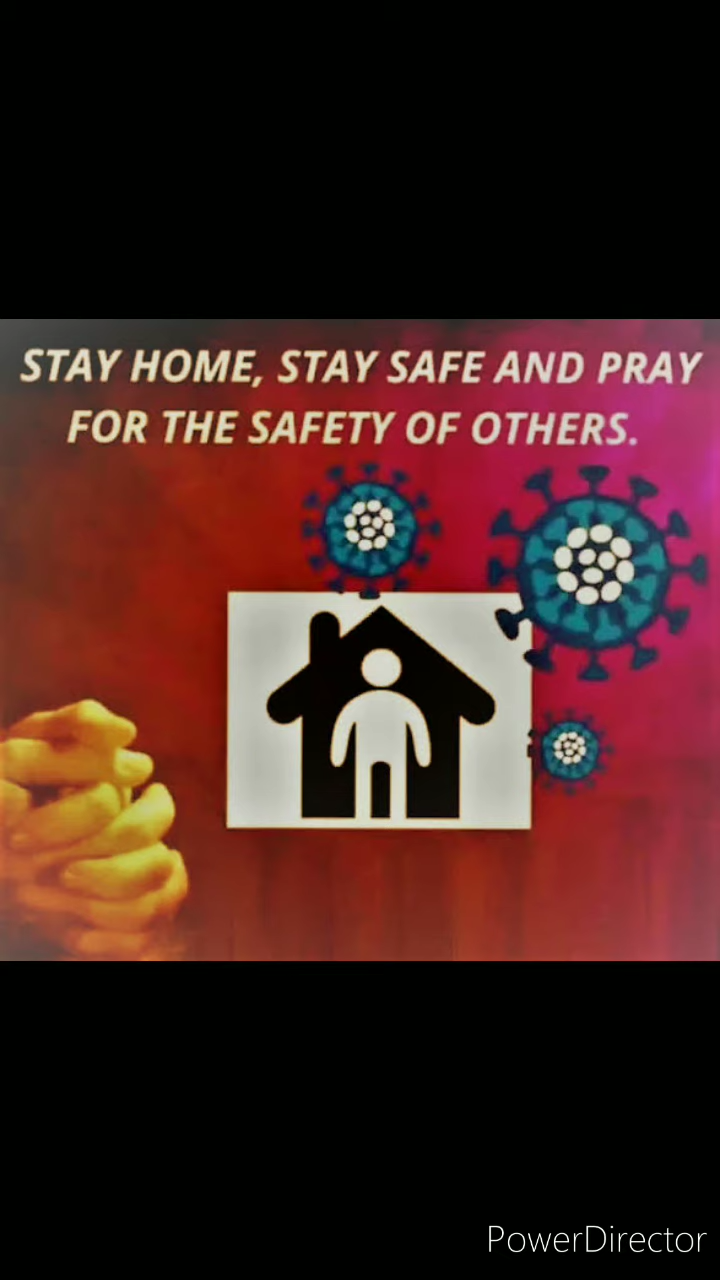 STAY HOME, STAY SAFE AND PRAY
FOR THE SAFETY OF OTHERS.
PowerDirector